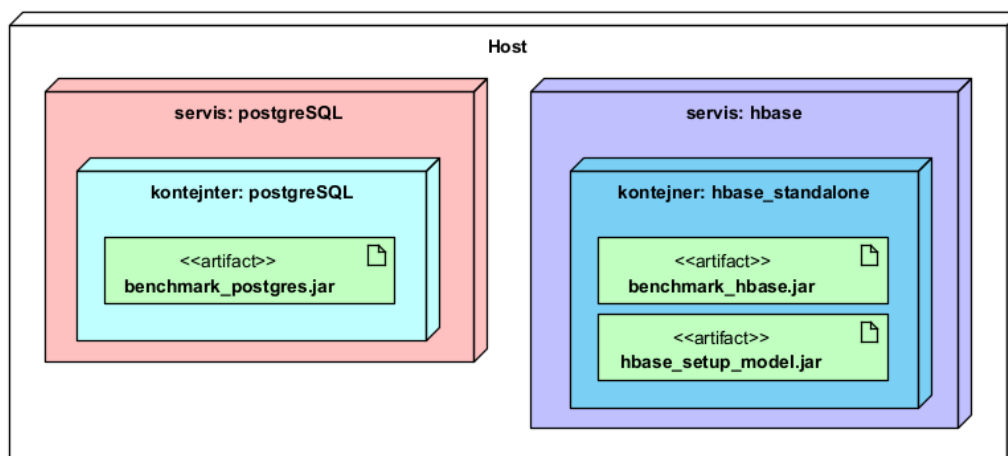 Host
servis: postgreSQL
kontejnter: postgreSQL
<<artifact>>
benchmark_postgres.jar
servis: hbase
kontejner: hbase_standalone
<<artifact>>
benchmark_hbase.jar
<<artifact>>
hbase_setup_model.jar